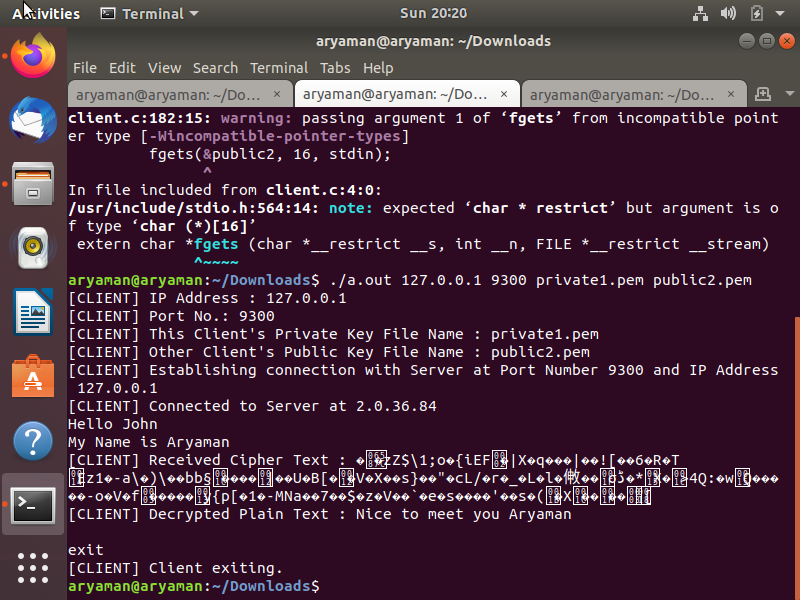 Activities
Terminal
Sun 20:20
aryaman@aryaman: ~/Downloads
File Edit View Search Terminal Tabs Help
aryaman@aryaman: ~/Do...
aryaman@aryaman: ~/Do...
aryaman@aryaman: ~/Do...
client.c:182:15: warning: passing argument 1 of ‘fgets’ from incompatible point
er type [-Wincompatible-pointer-types]
fgets(&public2, 16, stdin);
^
In file included from client.c:4:0:
/usr/include/stdio.h:564:14: note: expected ‘char * restrict’ but argument is o
f type ‘char (*)[16]’
extern char *fgets (char *__restrict __s, int __n, FILE *__restrict __stream)
^~~~~
aryaman@aryaman:~/Downloads$ ./a.out 127.0.0.1 9300 private1.pem public2.pem
[CLIENT] IP Address : 127.0.0.1
[CLIENT] Port No.: 9300
[CLIENT] This Client's Private Key File Name : private1.pem
[CLIENT] Other Client's Public Key File Name : public2.pem
[CLIENT] Establishing connection with Server at Port Number 9300 and IP Address
127.0.0.1
[CLIENT] Connected to Server at 2.0.36.84
Hello John
My Name is Aryaman
[CLIENT] Received Cipher Text :
[CLIENT] Decrypted Plain Text : Nice to meet you Aryaman
exit
[CLIENT] Client exiting.
aryaman@aryaman:~/Downloads$